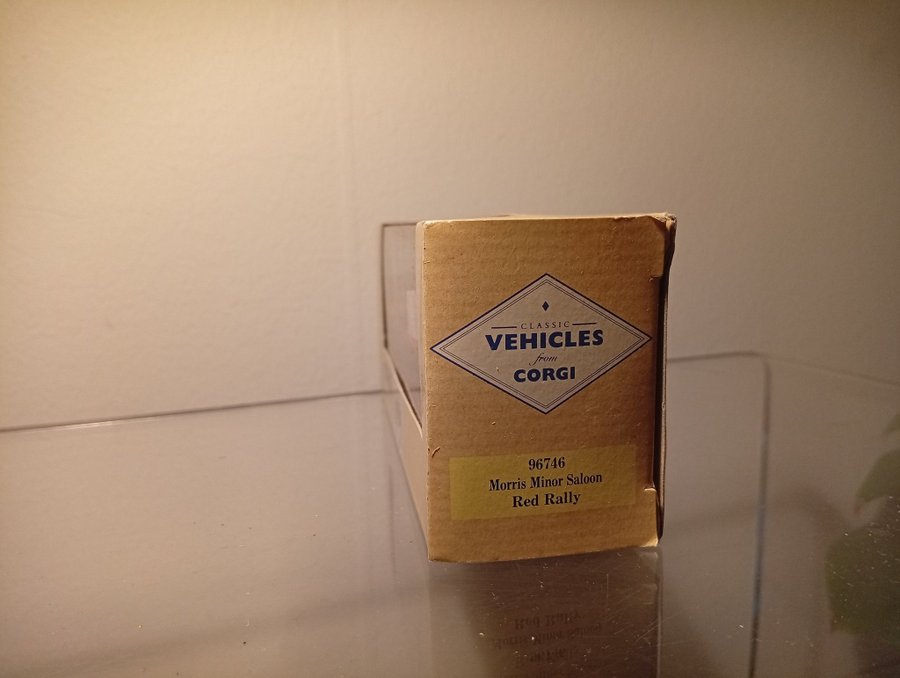 CLASSIC
VEHICLES
from
CORGI
96746
Morris Minor Saloon
Red Rally